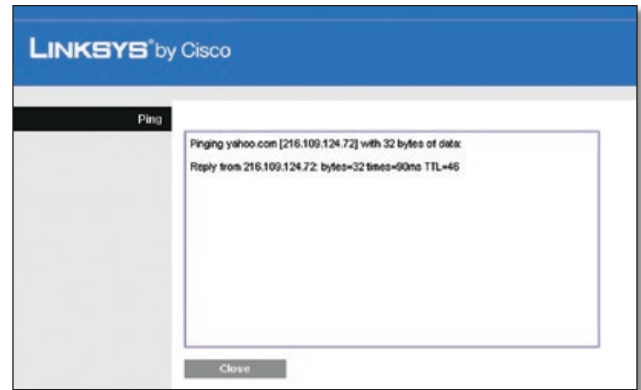 LINKSYS® by Cisco
Ping
Pinging yahoo.com [216.109.124.72] with 32 bytes of data:
Reply from 216.109.124.72: bytes=32 times=90ms TTL=46
Close